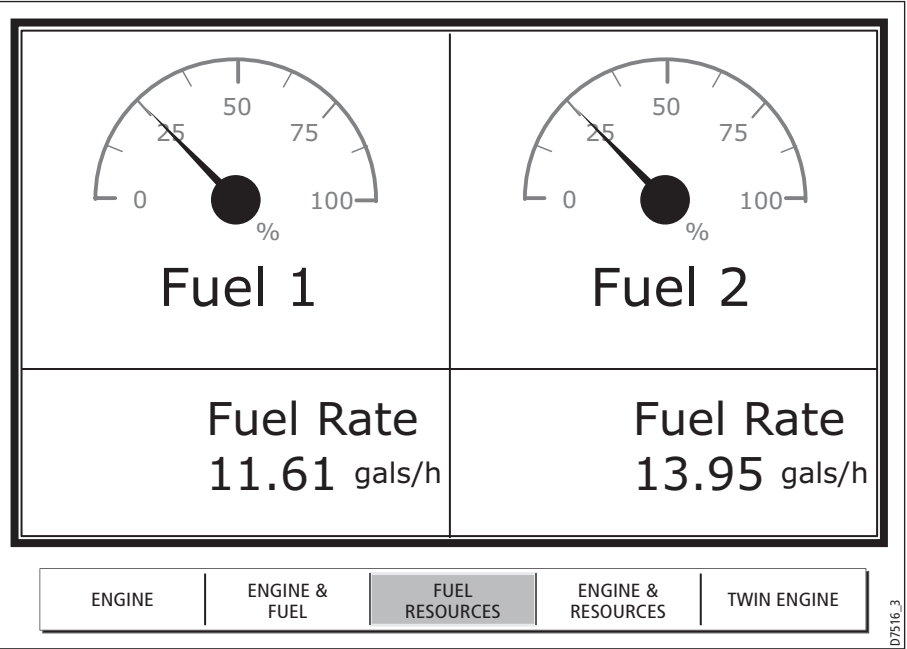 50
25
75
0
100
%
Fuel 1
50
25
75
0
100
%
Fuel 2
Fuel Rate
11.61 gals/h
Fuel Rate
13.95 gals/h
ENGINE
ENGINE &
FUEL
FUEL
RESOURCES
ENGINE &
RESOURCES
TWIN ENGINE
D7516_3